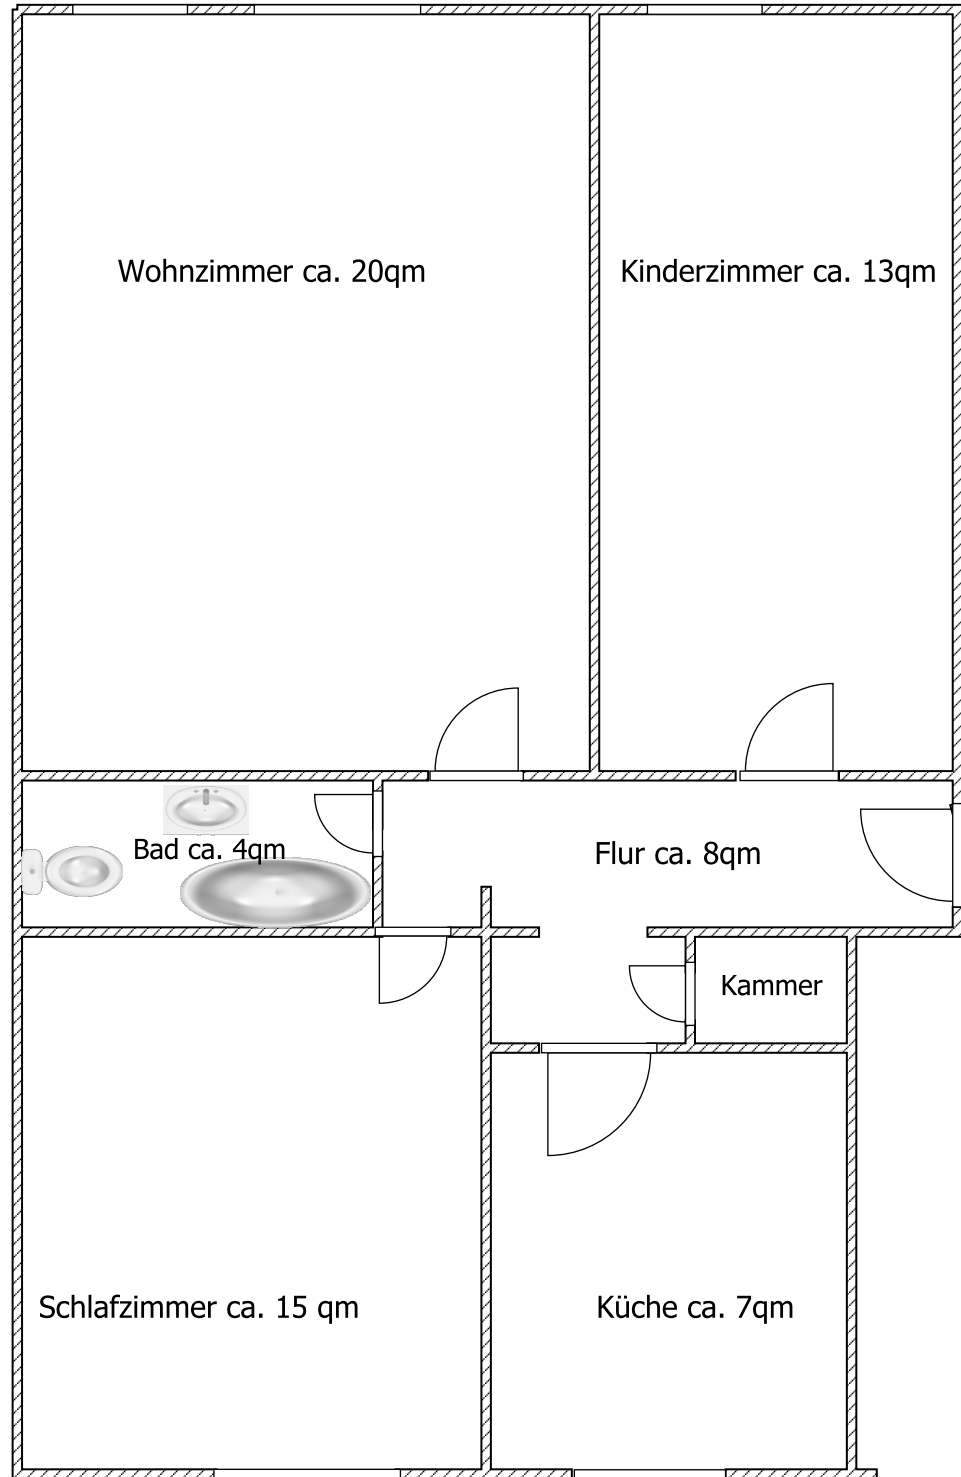 Wohnzimmer ca. 20qm
Kinderzimmer ca. 13qm
Bad ca. 4qm
Flur ca. 8qm
Kammer
Schlafzimmer ca. 15 qm
Küche ca. 7qm